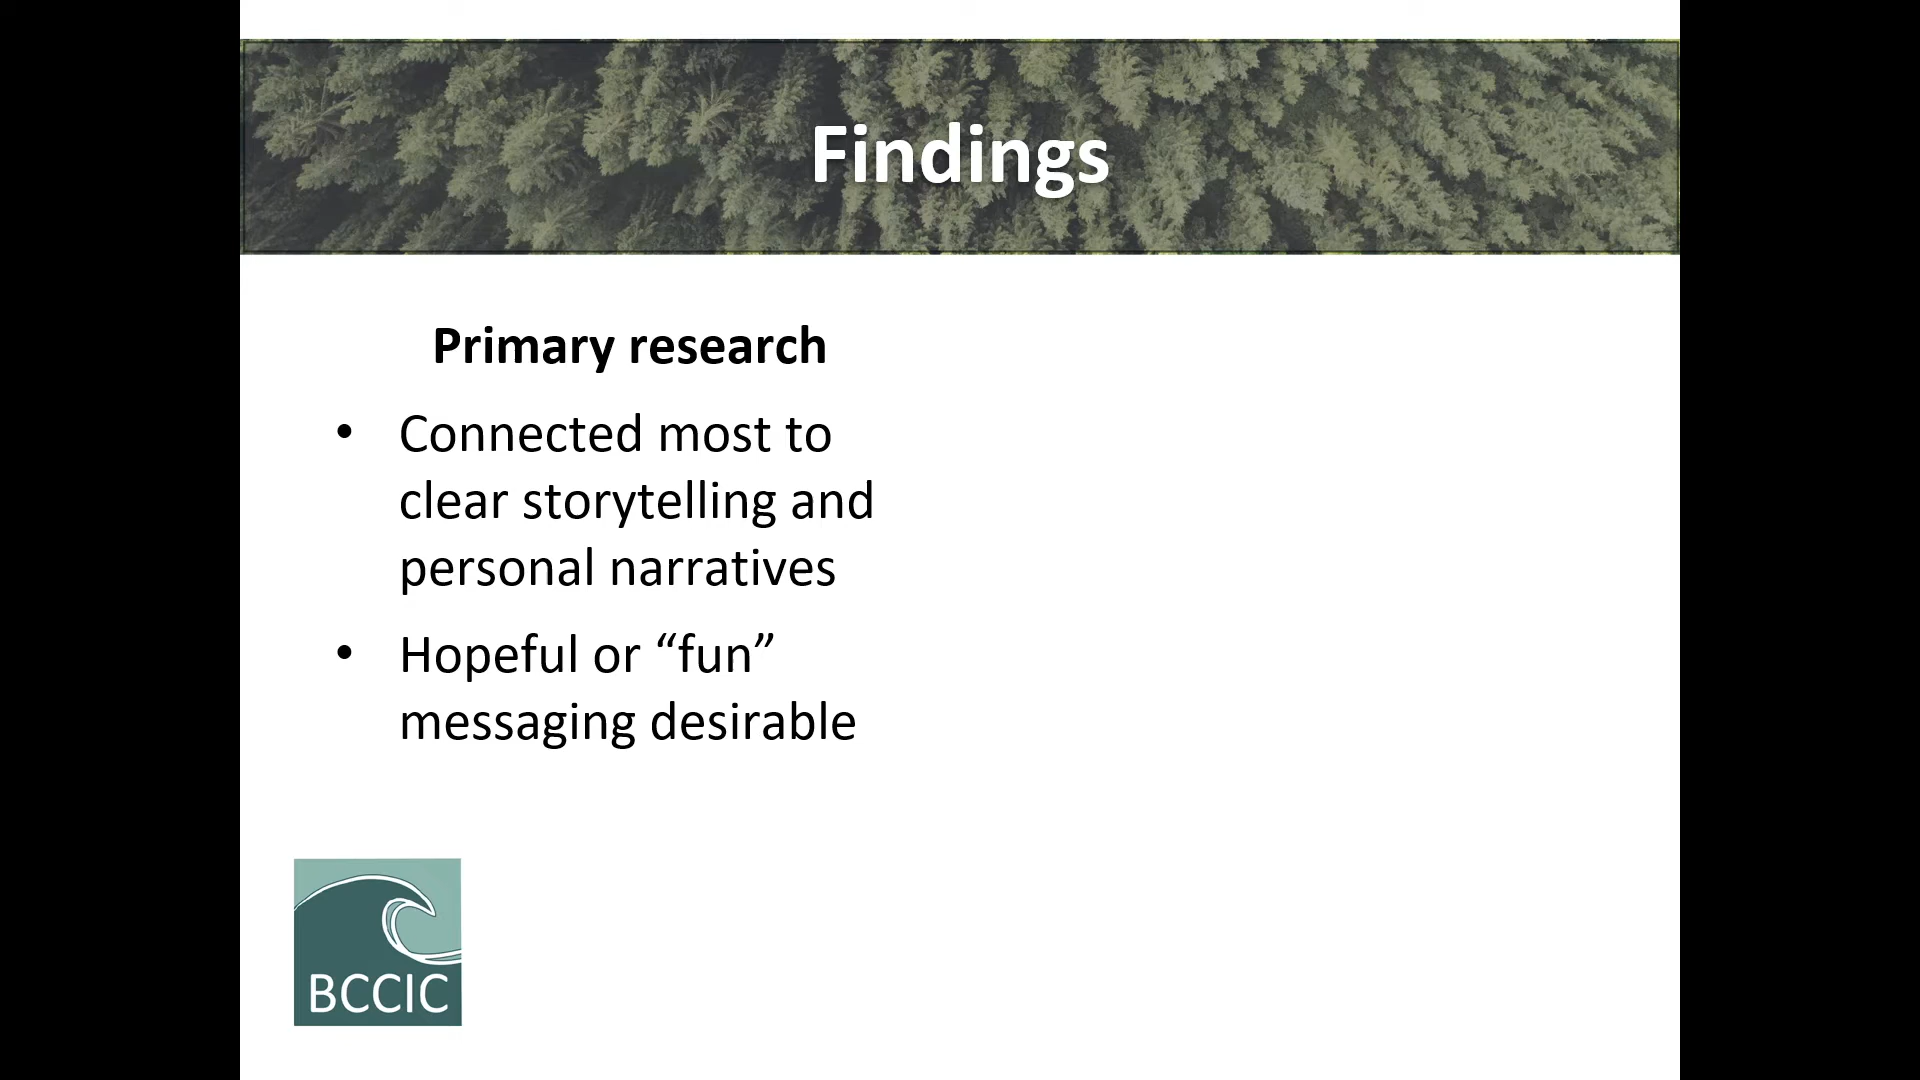 Findings
Primary research
• Connected most to
clear storytelling and
personal narratives
• Hopeful or “fun”
messaging desirable
BCCIC